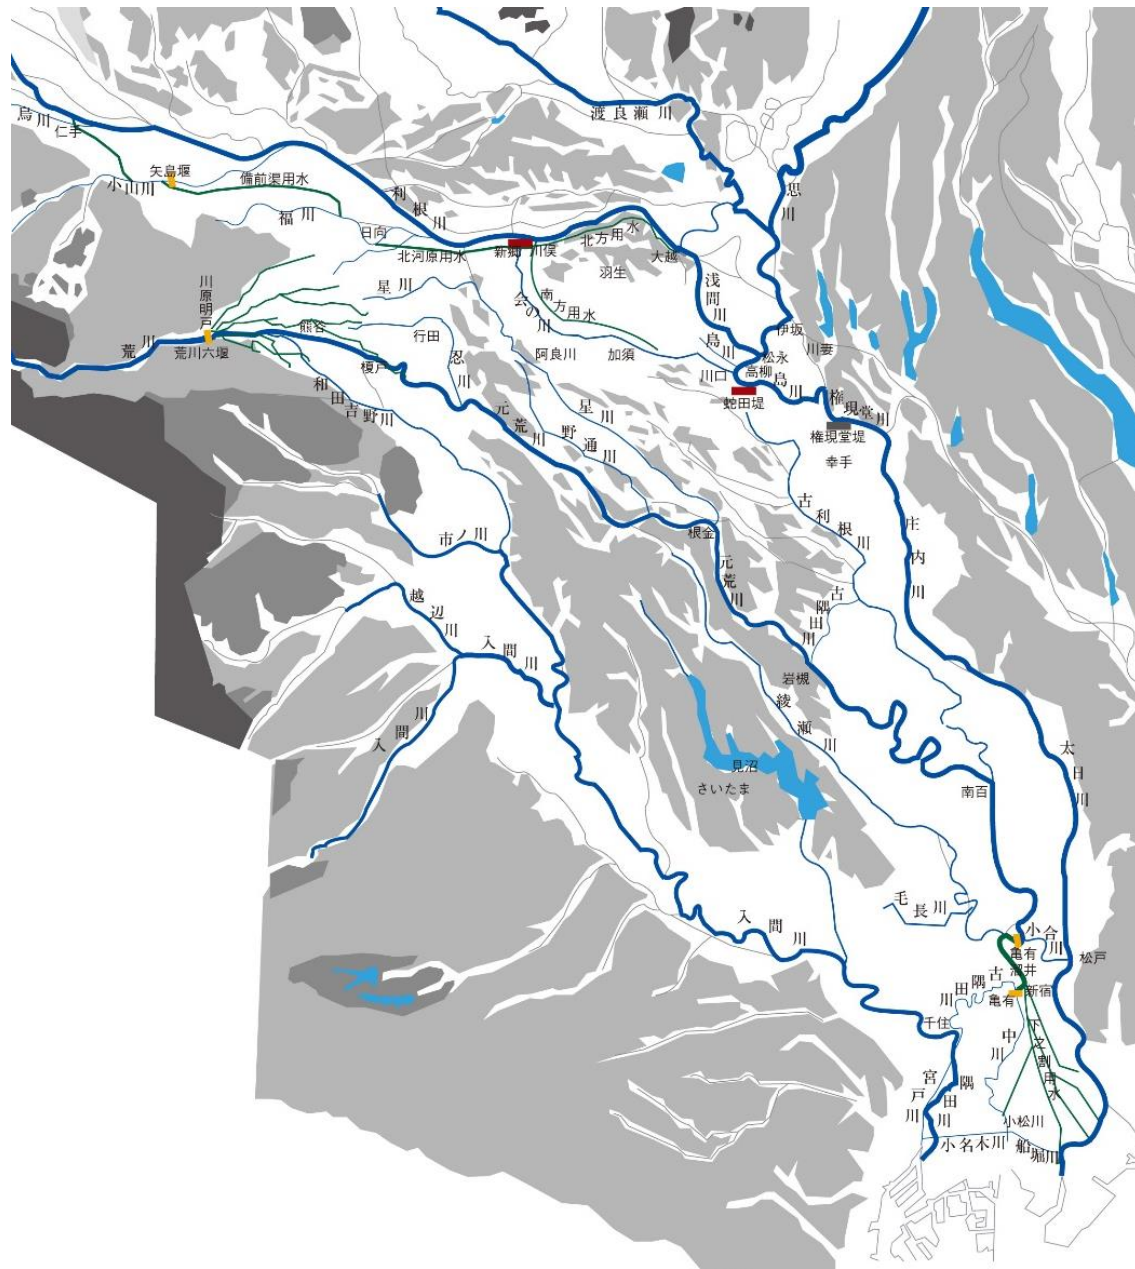 渡良瀬川
烏川
仁手
矢島堰
小山川
備前渠用水
利根川
思川
福川
日向
北河原用水
新郷
川俣
北方用水
羽生
大越
浅間川
川原明戸
星川
会の川
南方用水
熊谷
行田
荒川
荒川六堰
榎戸
忍川
阿良川
加須
島川
伊坂
川妻
松永
高柳
川口
島川
蛇田堤
権現堂川
権現堂堤
幸手
和田吉野川
元荒川
星川
野通川
古利根川
庄内川
市ノ川
根金
元荒川
越辺川
古隅田川
入間川
岩槻
綾瀬川
入間川
太日川
見沼
さいたま
南百
毛長川
入間川
小合川
亀有
溜井
松戸
古隅田川
亀有
新宿
千住
中川
下之割用水
宮戸川
隅田川
小松川
小名木川
船堀川